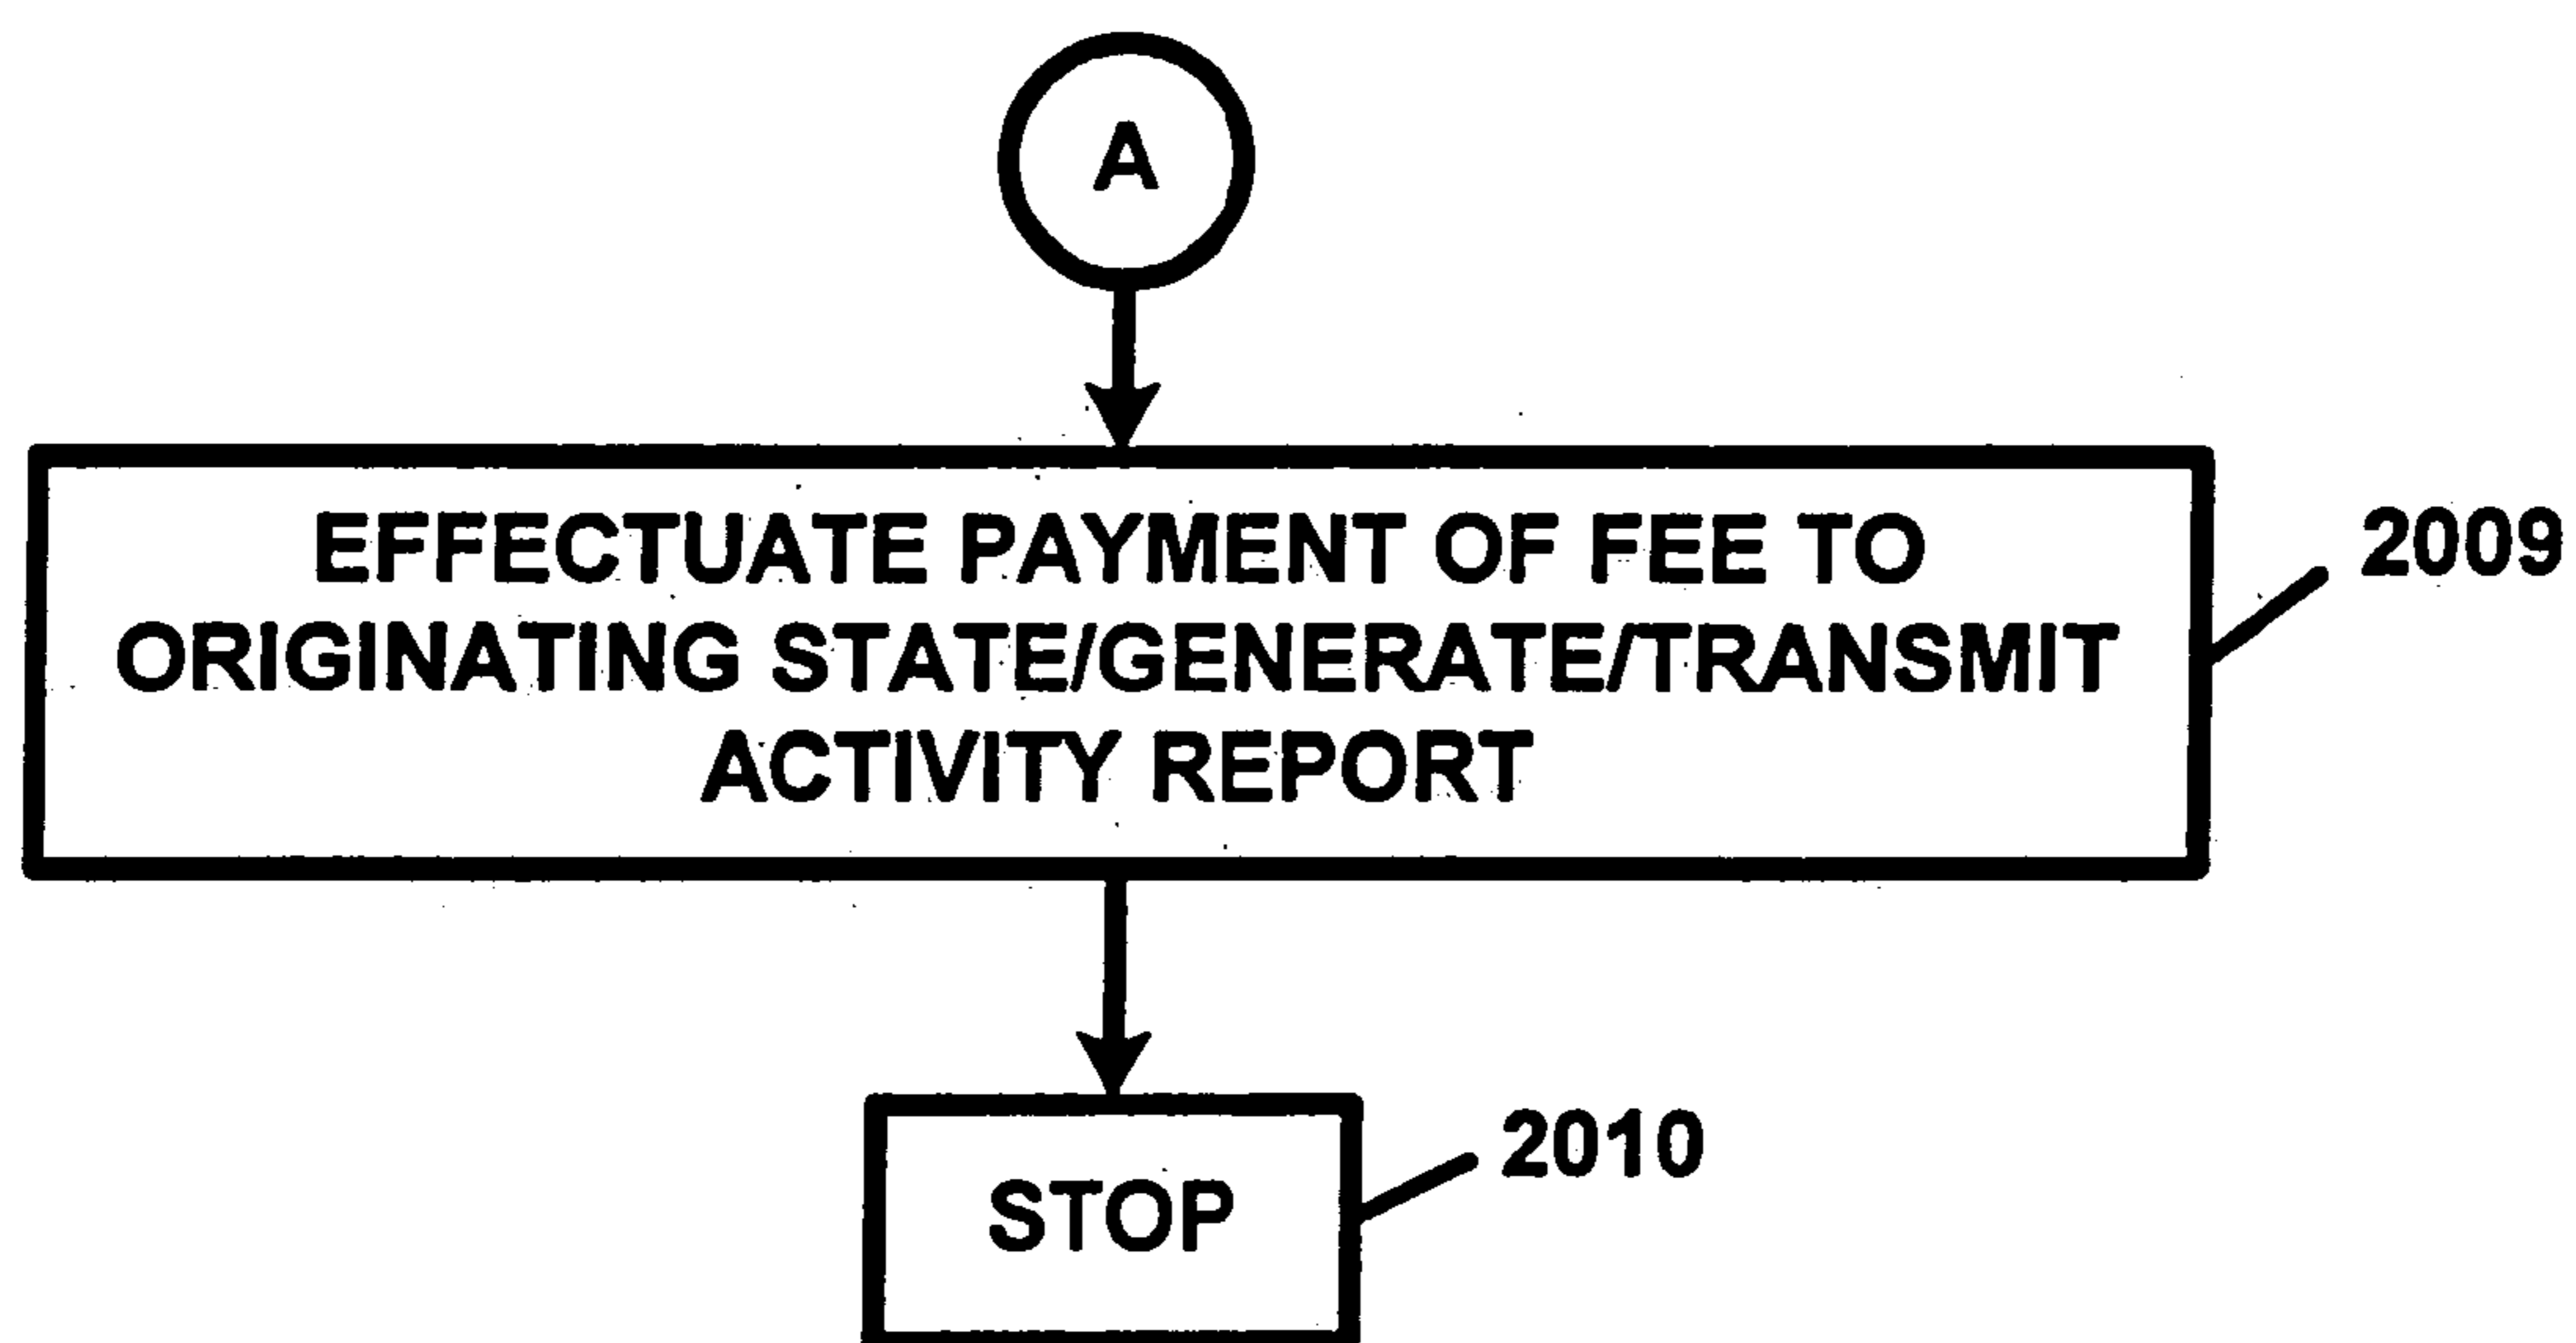 A
EFFECTUATE PAYMENT OF FEE TO
ORIGINATING STATE/GENERATE/TRANSMIT
ACTIVITY REPORT
2009
STOP
2010